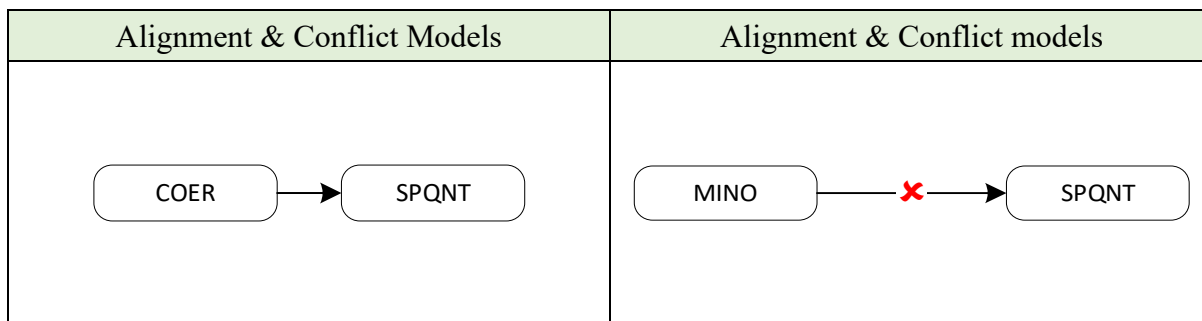 Alignment & Conflict Models
Alignment & Conflict models
COER
SPQNT
MINO
SPQNT